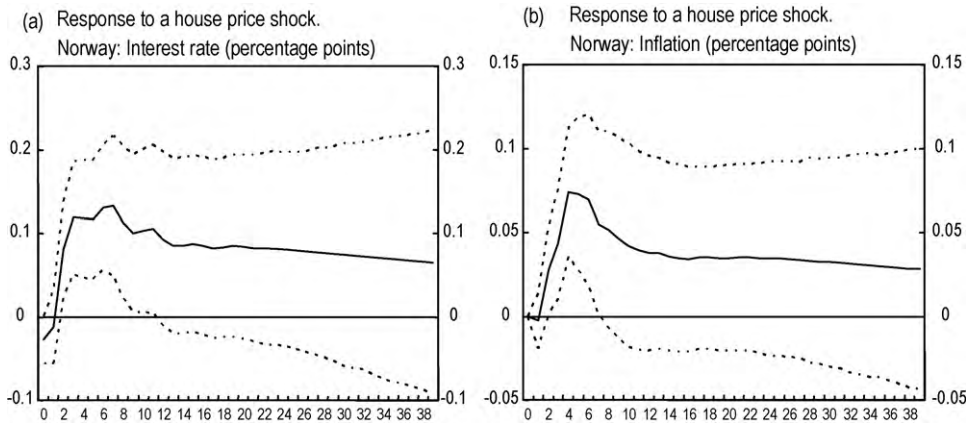 (a) Response to a house price shock.
Norway: Interest rate (percentage points)
0.3 0.3
0.2 0.2
0.1 0.1
0 0
-0.1 -0.1
0 2 4 6 8 10 12 14 16 18 20 22 24 26 28 30 32 34 36 38
(b) Response to a house price shock.
Norway: Inflation (percentage points)
0.15 0.15
0.1 0.1
0.05 0.05
0 0
-0.05 -0.05
0 2 4 6 8 10 12 14 16 18 20 22 24 26 28 30 32 34 36 38